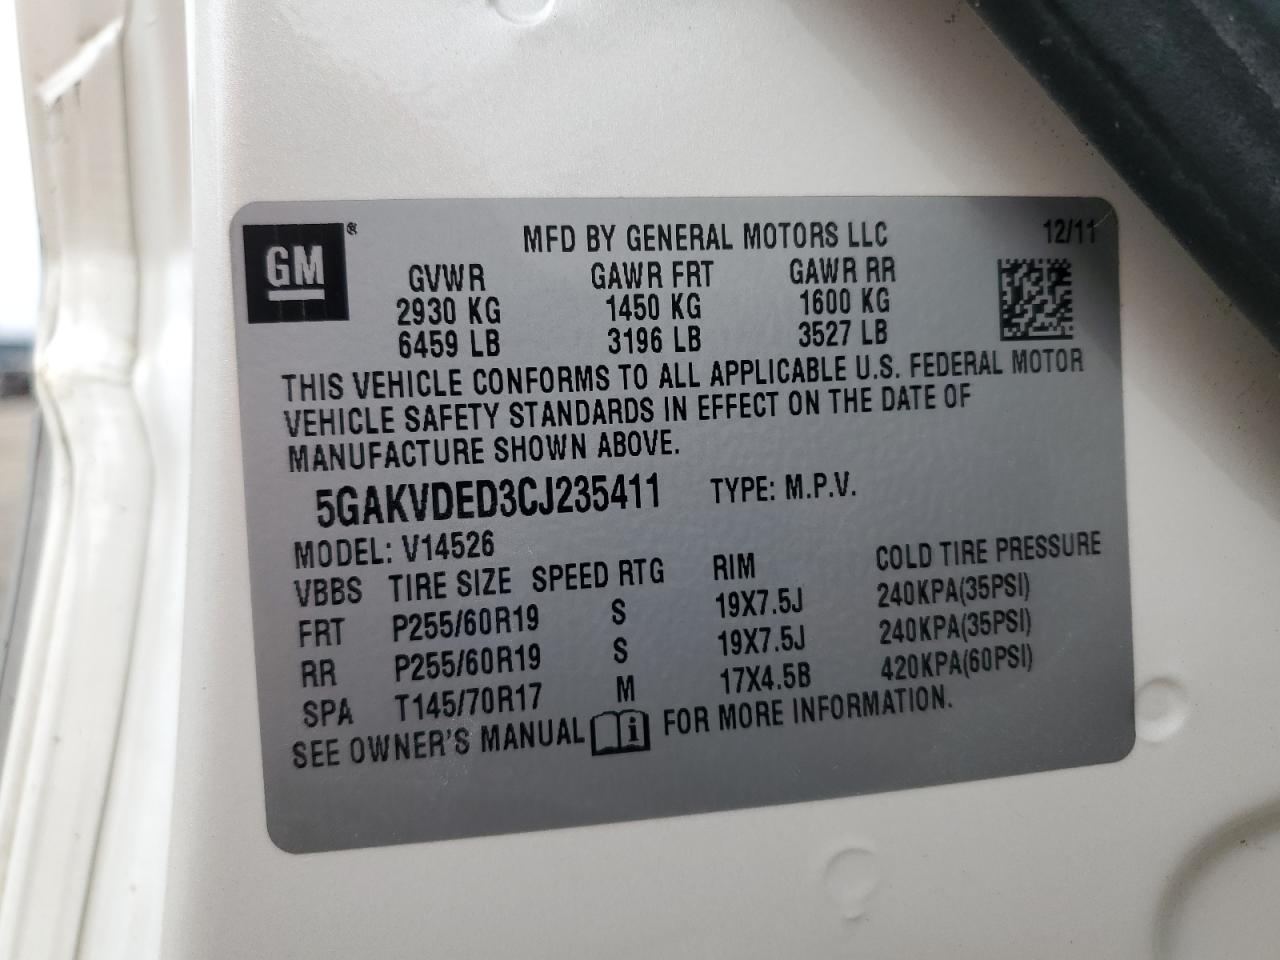 GM®
MFD BY GENERAL MOTORS LLC 12/11
GVWR GAWR FRT GAWR RR
2930 KG 1450 KG 1600 KG
6459 LB 3196 LB 3527 LB
THIS VEHICLE CONFORMS TO ALL APPLICABLE U.S. FEDERAL MOTOR
VEHICLE SAFETY STANDARDS IN EFFECT ON THE DATE OF
MANUFACTURE SHOWN ABOVE.
5GAKVDED3CJ235411 TYPE: M.P.V.
MODEL: V14526
VBBS TIRE SIZE SPEED RTG RIM COLD TIRE PRESSURE
FRT P255/60R19 S 19X7.5J 240KPA(35PSI)
RR P255/60R19 S 19X7.5J 240KPA(35PSI)
SPA T145/70R17 M 17X4.5B 420KPA(60PSI)
SEE OWNER'S MANUAL i FOR MORE INFORMATION.